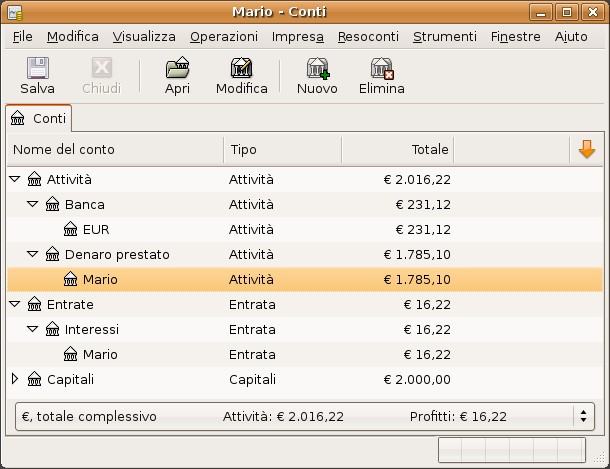 Mario - Conti
File Modifica Visualizza Operazioni Impresa Resoconti Strumenti Finestre Aiuto
Salva Chiudi Apri Modifica Nuovo Elimina
Conti
Nome del conto Tipo Totale
Attività Attività € 2.016,22
Banca Attività € 231,12
EUR Attività € 231,12
Denaro prestato Attività € 1.785,10
Mario Attività € 1.785,10
Entrate Entrata € 16,22
Interessi Entrata € 16,22
Mario Entrata € 16,22
Capitali Capitali € 2.000,00
€, totale complessivo Attività: € 2.016,22 Profitti: € 16,22